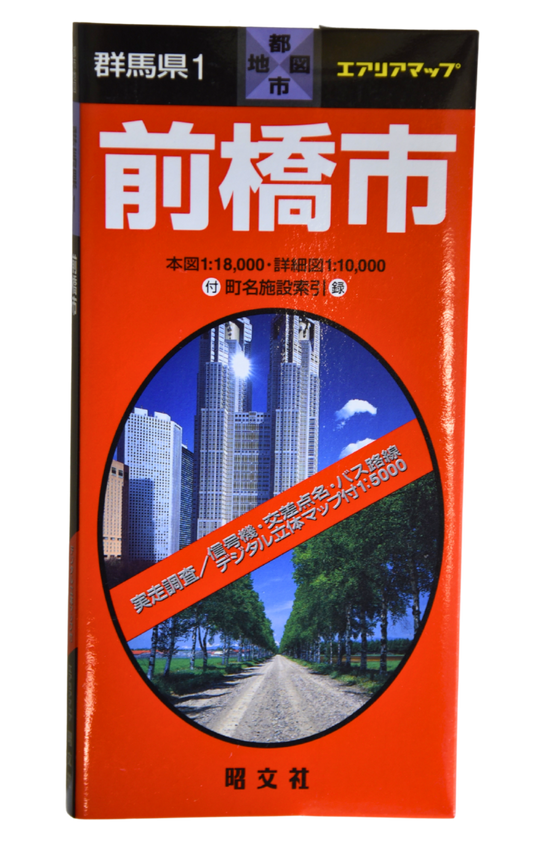 群馬県1
都市地図
エアリアマップ
前橋市
本図1:18,000・詳細図1:10,000
付 町名施設索引 録
実走調査／信号機・交差点名・バス路線
デジタル立体マップ付1:5000
昭文社